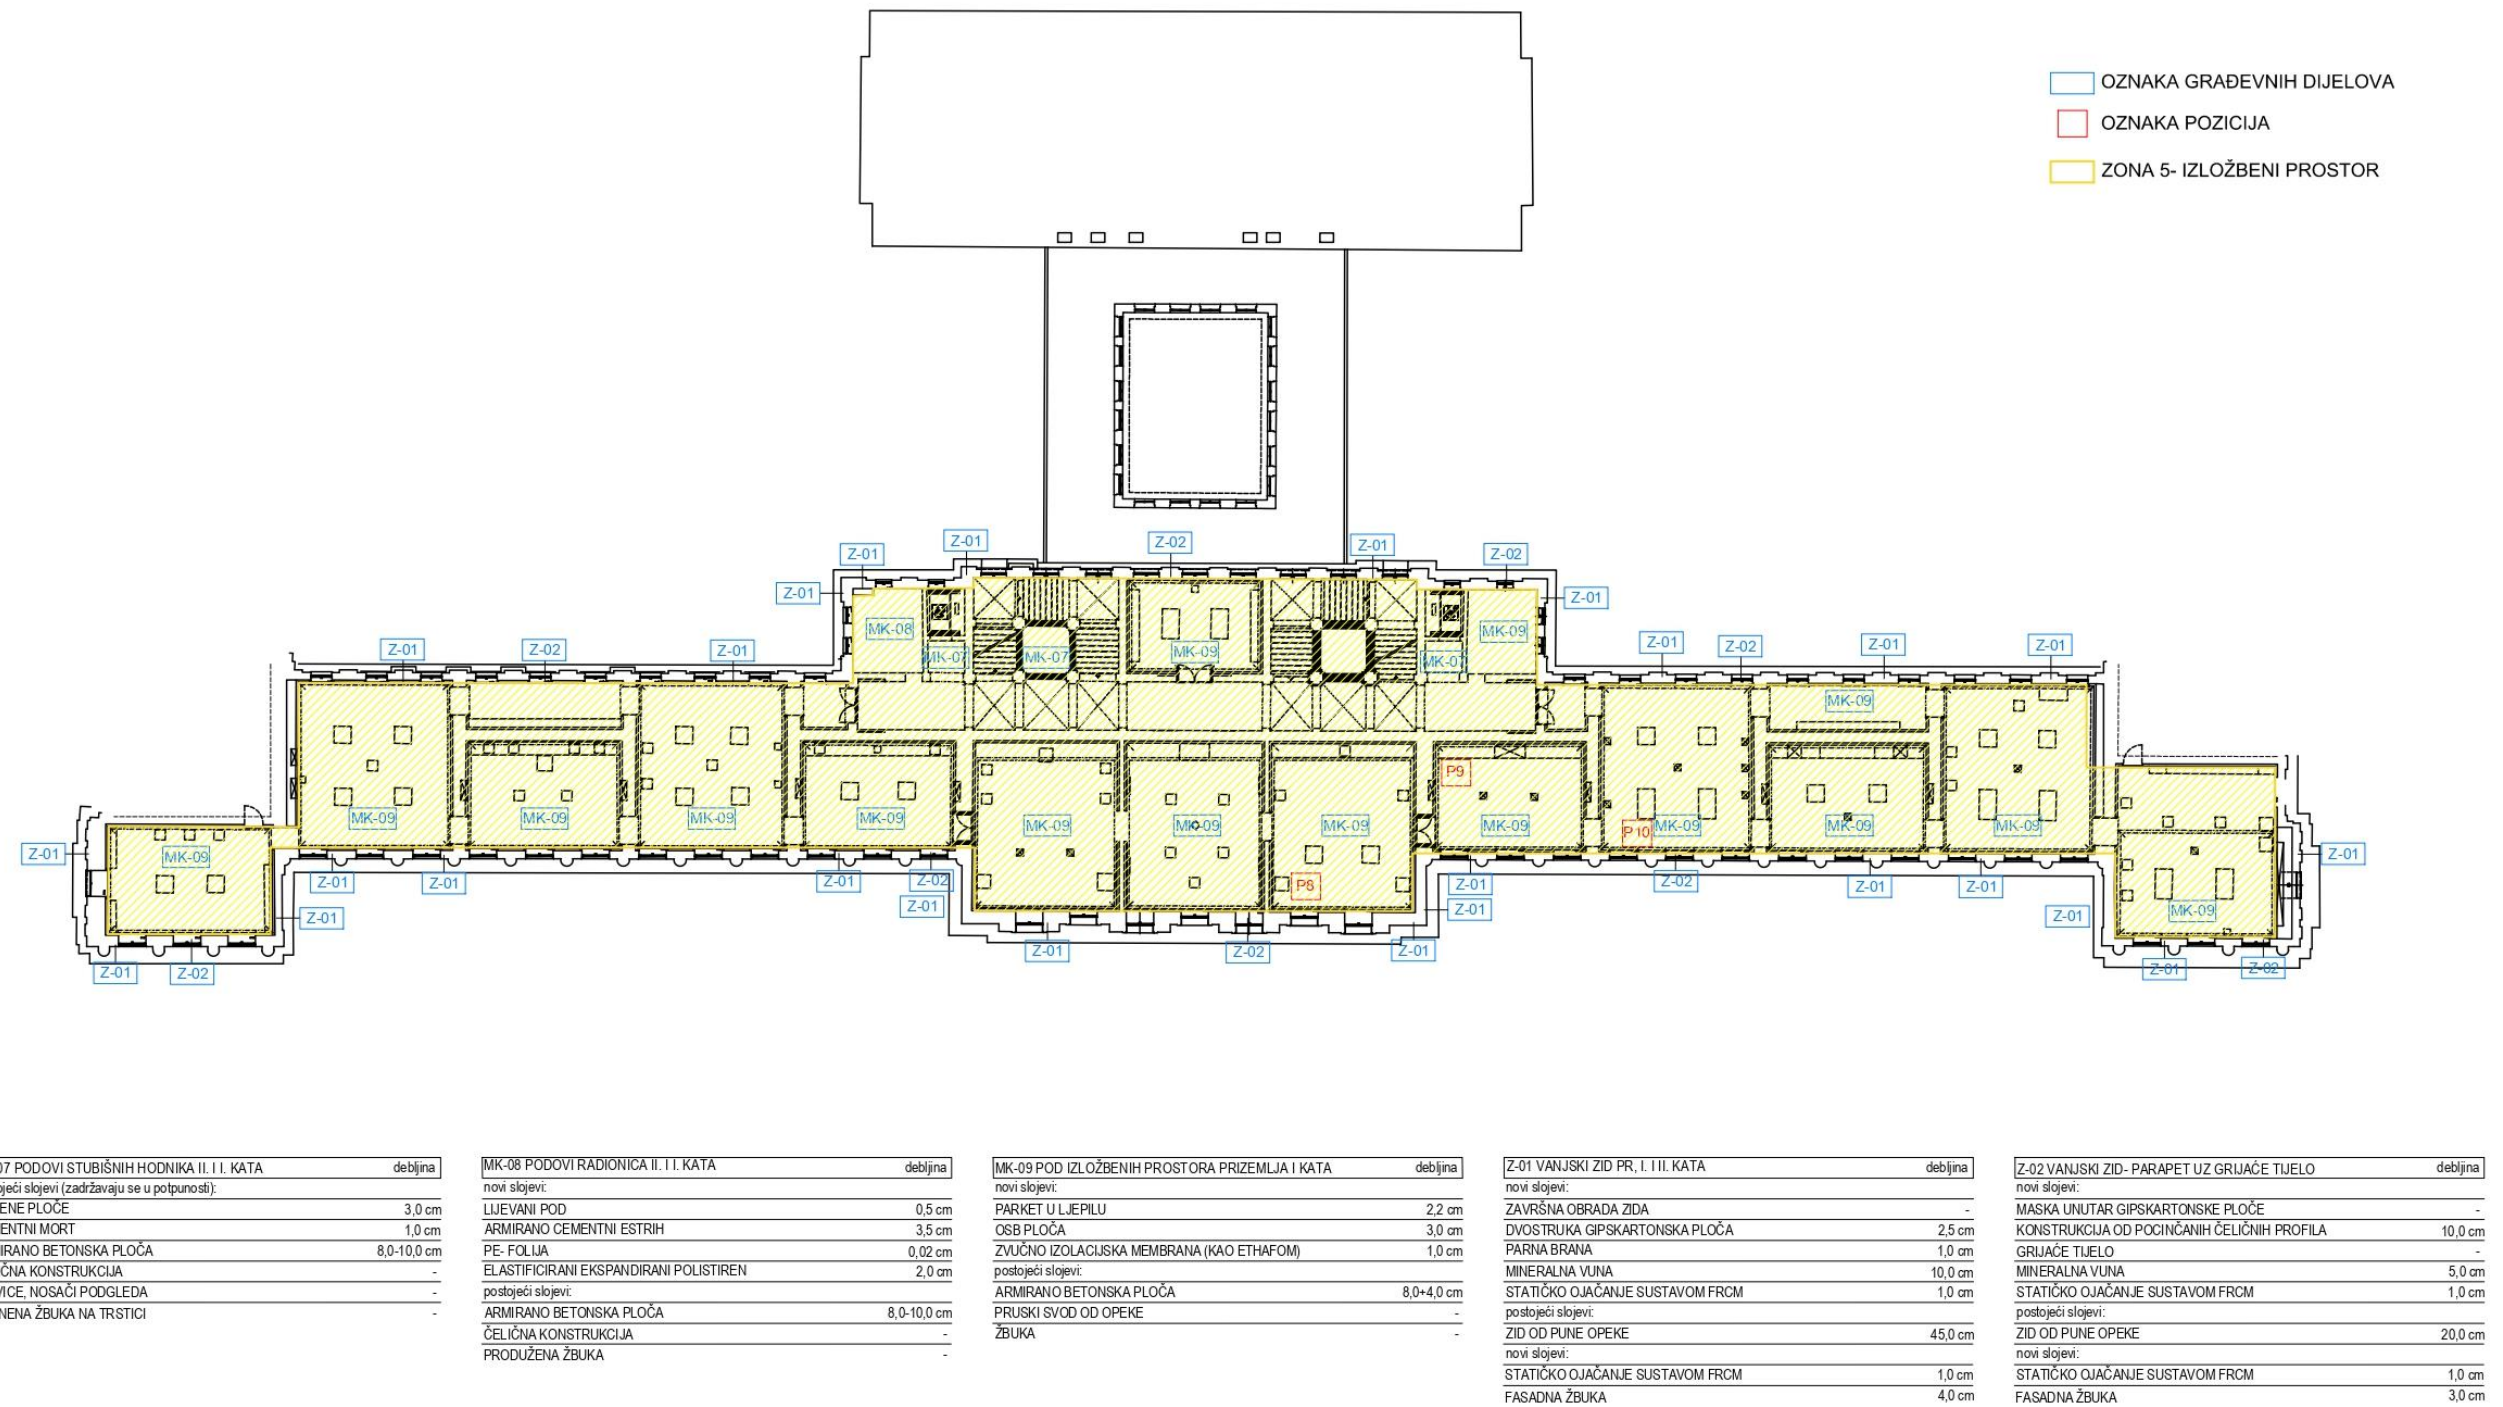 OZNAKA GRAĐEVNIH DIJELOVA
OZNAKA POZICIJA
ZONA 5- IZLOŽBENI PROSTOR
Z-01
Z-02
Z-01
Z-01
Z-02
Z-01
Z-01
MK-08
MK-09
Z-01
Z-02
Z-01
MK-07
MK-07
MK-09
MK-07
Z-01
Z-02
Z-01
Z-01
MK-09
P9
MK-09
MK-09
MK-09
MK-09
MK-09
MK-09
MK-09
MK-09
P10
MK-09
MK-09
MK-09
Z-01
MK-09
Z-01
Z-01
Z-01
Z-01
Z-02
P8
Z-01
Z-02
Z-01
Z-01
Z-01
Z-01
Z-01
Z-01
MK-09
Z-01
Z-02
Z-01
Z-02
Z-01
Z-01
Z-02
07 PODOVI STUBIŠNIH HODNIKA II. I I. KATA debljina
ojeći slojevi (zadržavaju se u potpunosti):
ENE PLOČE 3,0 cm
ENTNI MORT 1,0 cm
IRANO BETONSKA PLOČA 8,0-10,0 cm
ČNA KONSTRUKCIJA -
VICE, NOSAČI PODGLEDA -
NENA ŽBUKA NA TRSTICI -
MK-08 PODOVI RADIONICA II. I I. KATA debljina
novi slojevi:
LIJEVANI POD 0,5 cm
ARMIRANO CEMENTNI ESTRIH 3,5 cm
PE- FOLIJA 0,02 cm
ELASTIFICIRANI EKSPANDIRANI POLISTIREN 2,0 cm
postojeći slojevi:
ARMIRANO BETONSKA PLOČA 8,0-10,0 cm
ČELIČNA KONSTRUKCIJA -
PRODUŽENA ŽBUKA -
MK-09 POD IZLOŽBENIH PROSTORA PRIZEMLJA I KATA debljina
novi slojevi:
PARKET U LJEPILU 2,2 cm
OSB PLOČA 3,0 cm
ZVUČNO IZOLACIJSKA MEMBRANA (KAO ETHAFOM) 1,0 cm
postojeći slojevi:
ARMIRANO BETONSKA PLOČA 8,0+4,0 cm
PRUSKI SVOD OD OPEKE -
ŽBUKA -
Z-01 VANJSKI ZID PR, I. I II. KATA debljina
novi slojevi:
ZAVRŠNA OBRADA ZIDA -
DVOSTRUKA GIPSKARTONSKA PLOČA 2,5 cm
PARNA BRANA 1,0 cm
MINERALNA VUNA 10,0 cm
STATIČKO OJAČANJE SUSTAVOM FRCM 1,0 cm
postojeći slojevi:
ZID OD PUNE OPEKE 45,0 cm
novi slojevi:
STATIČKO OJAČANJE SUSTAVOM FRCM 1,0 cm
FASADNA ŽBUKA 4,0 cm
Z-02 VANJSKI ZID- PARAPET UZ GRIJAĆE TIJELO debljina
novi slojevi:
MASKA UNUTAR GIPSKARTONSKE PLOČE -
KONSTRUKCIJA OD POCINČANIH ČELIČNIH PROFILA 10,0 cm
GRIJAĆE TIJELO -
MINERALNA VUNA 5,0 cm
STATIČKO OJAČANJE SUSTAVOM FRCM 1,0 cm
postojeći slojevi:
ZID OD PUNE OPEKE 20,0 cm
novi slojevi:
STATIČKO OJAČANJE SUSTAVOM FRCM 1,0 cm
FASADNA ŽBUKA 3,0 cm